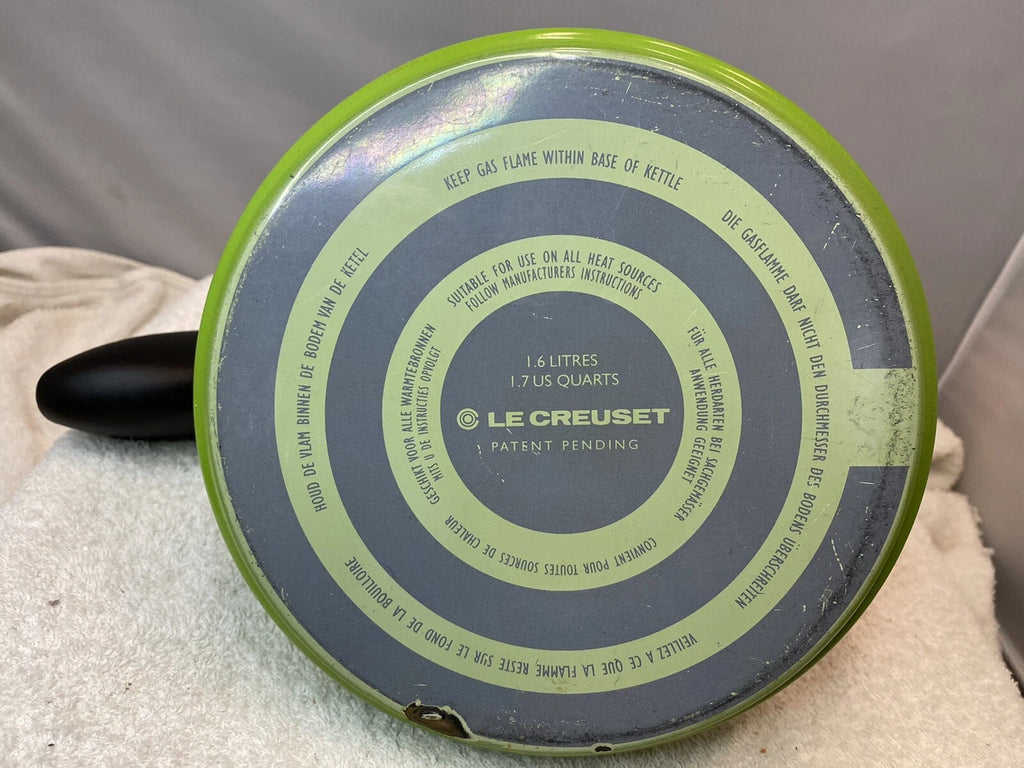 KEEP GAS FLAME WITHIN BASE OF KETTLE
DIE GASFLAMME DARF NICHT DEN DURCHMESSER DES BODENS ÜBERSCHREITEN
VEILLEZ A CE QUE LA FLAMME RESTE SUR LE FOND DE LA BOUILLOIRE
HOUD DE VLAM BINNEN DE BODEM VAN DE KETEL
SUITABLE FOR USE ON ALL HEAT SOURCES
FOLLOW MANUFACTURERS INSTRUCTIONS
FÜR ALLE HERDARTEN BEI SACHGEMÄSSER
ANWENDUNG GEEIGNET
CONVIENT POUR TOUTES SOURCES DE CHALEUR
GESCHIKT VOOR ALLE WARMTEBRONNEN
MITS U DE INSTRUCTIES OPVOLGT
1.6 LITRES
1.7 US QUARTS
LE CREUSET
PATENT PENDING